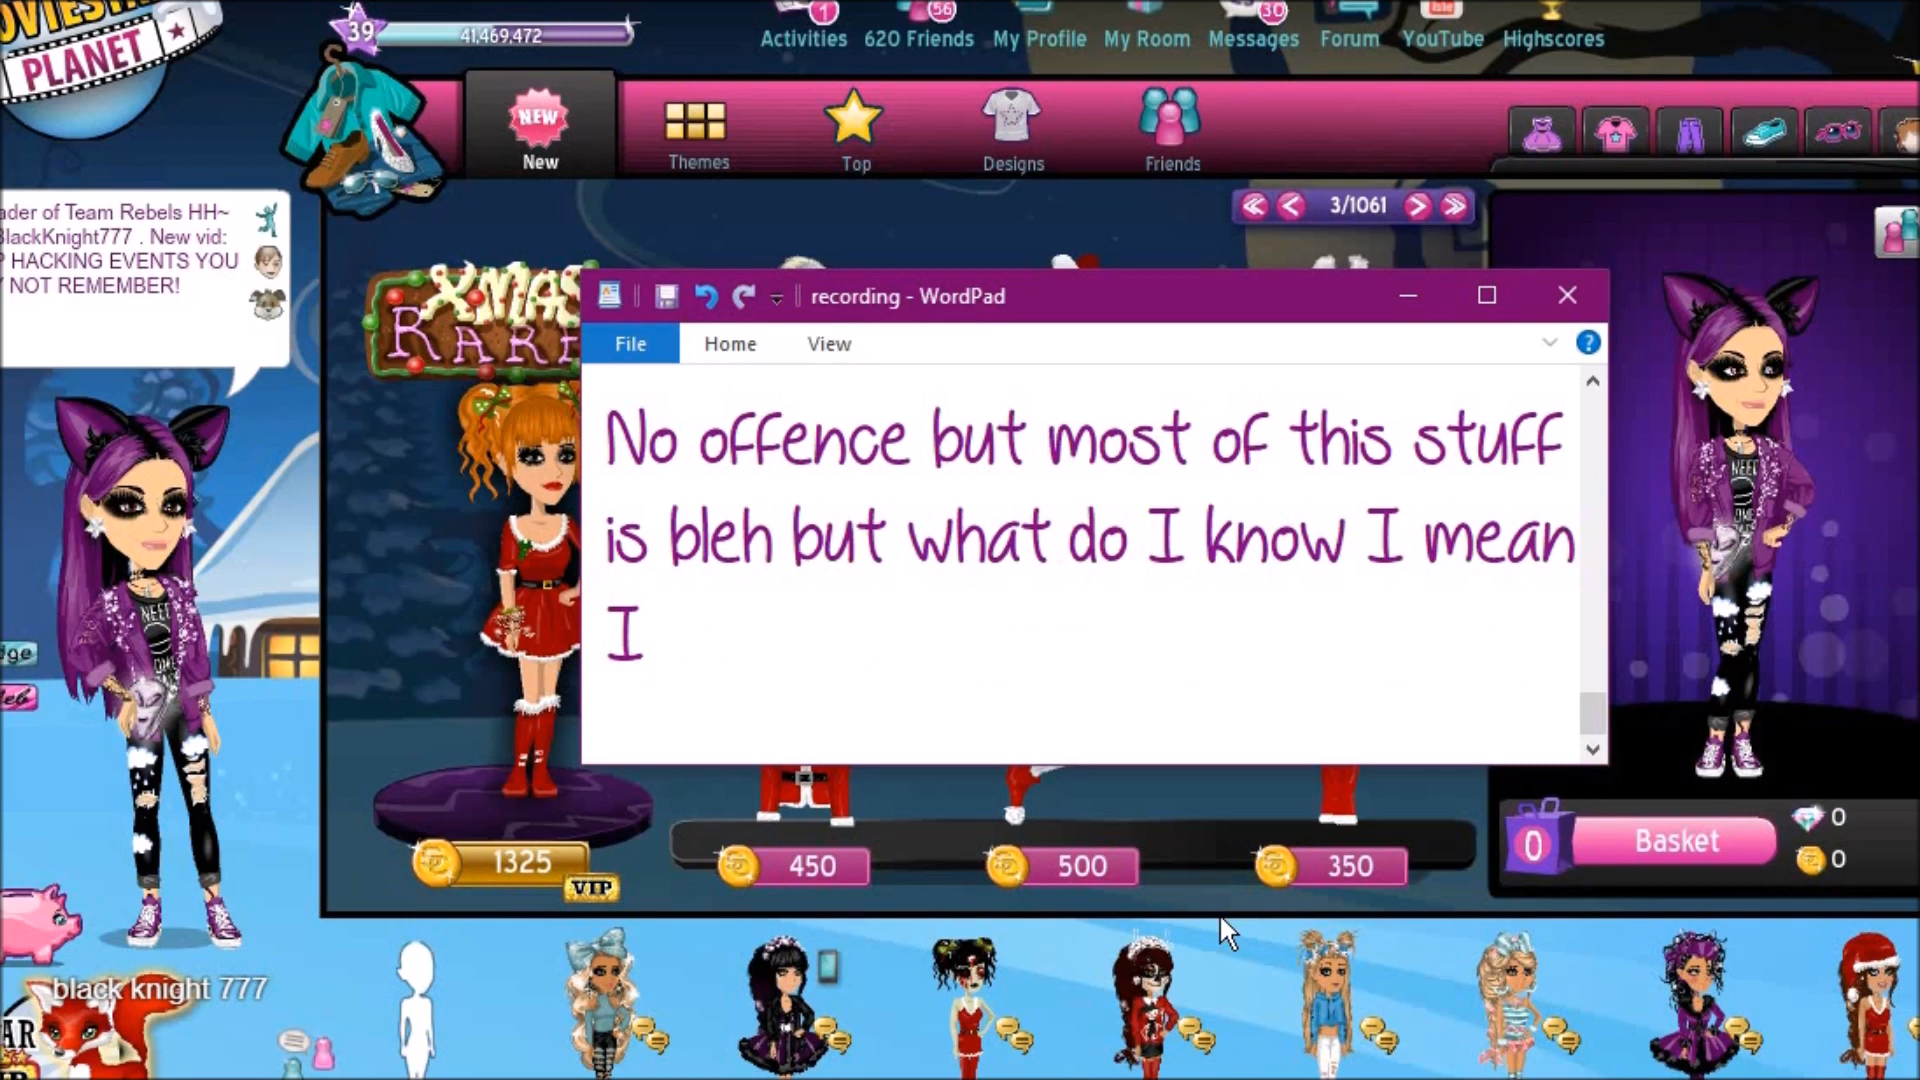 PLANET
39
41,469,472
1
56
30
Activities
620 Friends
My Profile
My Room
Messages
Forum
YouTube
Highscores
NEW
New
Themes
Top
Designs
Friends
3/1061
ader of Team Rebels HH~
BlackKnight777 . New vid:
HACKING EVENTS YOU
NOT REMEMBER!
XMAS
recording - WordPad
File
Home
View
?
No offence but most of this stuff
is bleh but what do I know I mean
I
NEED
NEED
1325
VIP
450
500
350
0
Basket
0
0
black knight 777
AR